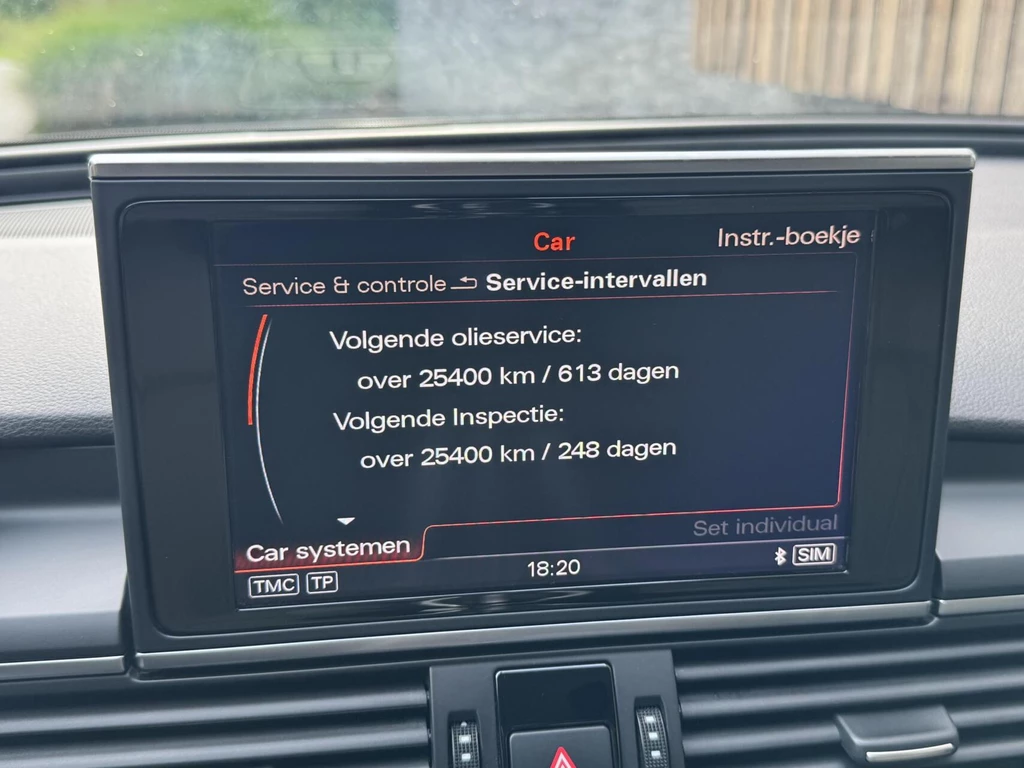 Car
Instr.-boekje
Service & controle Service-intervallen
Volgende olieservice:
over 25400 km / 613 dagen
Volgende Inspectie:
over 25400 km / 248 dagen
Set individual
Car systemen
TMC TP 18:20 SIM